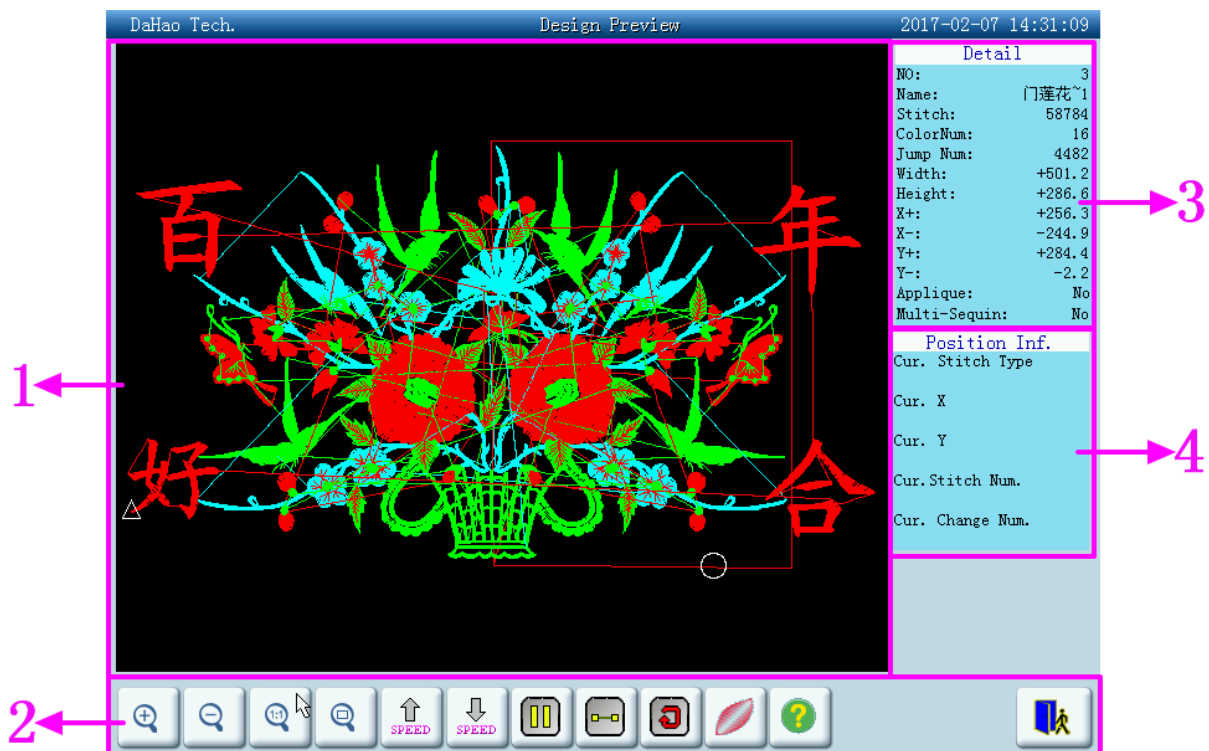 DaHao Tech. Design Preview 2017-02-07 14:31:09
百 年
好 合
Detail
NO: 3
Name: 门莲花~1
Stitch: 58784
ColorNum: 16
Jump Num: 4482
Width: +501.2
Height: +286.6
X+: +256.3
X-: -244.9
Y+: +284.4
Y-: -2.2
Applique: No
Multi-Sequin: No
Position Inf.
Cur. Stitch Type
Cur. X
Cur. Y
Cur.Stitch Num.
Cur. Change Num.
1
3
4
2
1:1
SPEED SPEED
?